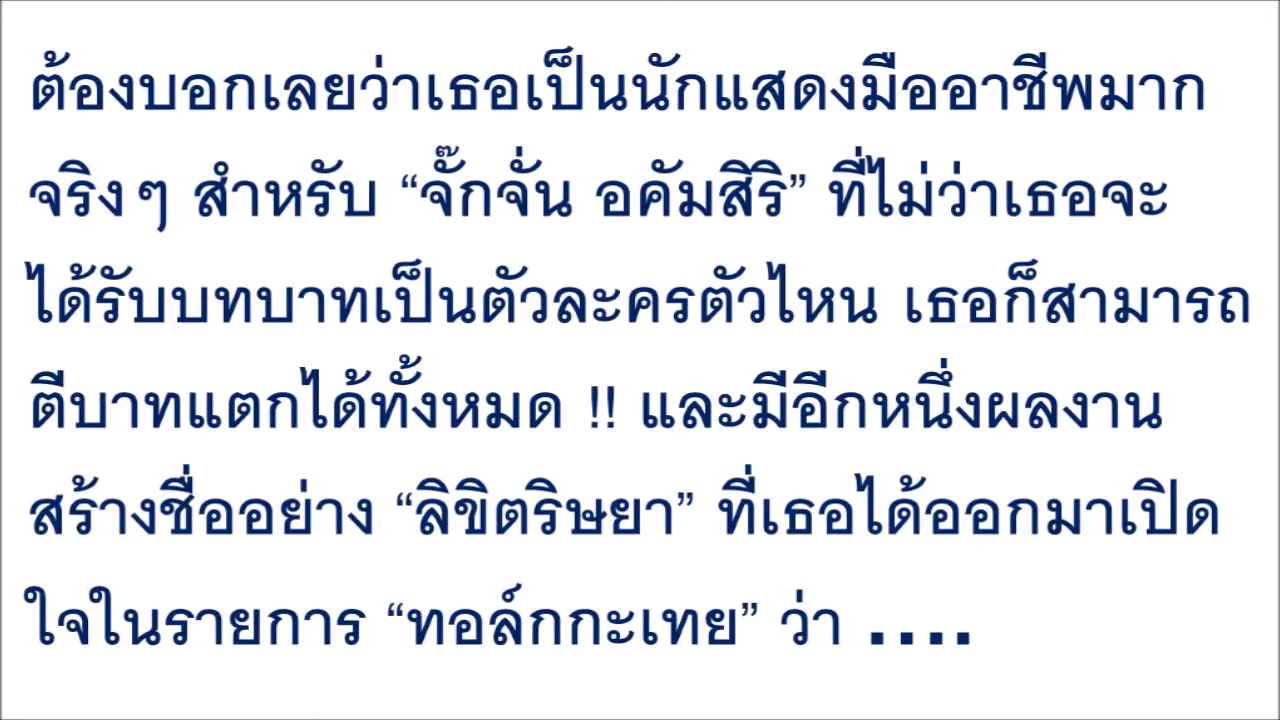 ต้องบอกเลยว่าเธอเป็นนักแสดงมืออาชีพมาก
จริงๆ สำหรับ “จั๊กจั่น อคัมสิริ” ที่ไม่ว่าเธอจะ
ได้รับบทบาทเป็นตัวละครตัวไหน เธอก็สามารถ
ตีบาทแตกได้ทั้งหมด !! และมีอีกหนึ่งผลงาน
สร้างชื่ออย่าง “ลิขิตริษยา” ที่เธอได้ออกมาเปิด
ใจในรายการ “ทอล์กกะเทย” ว่า ....